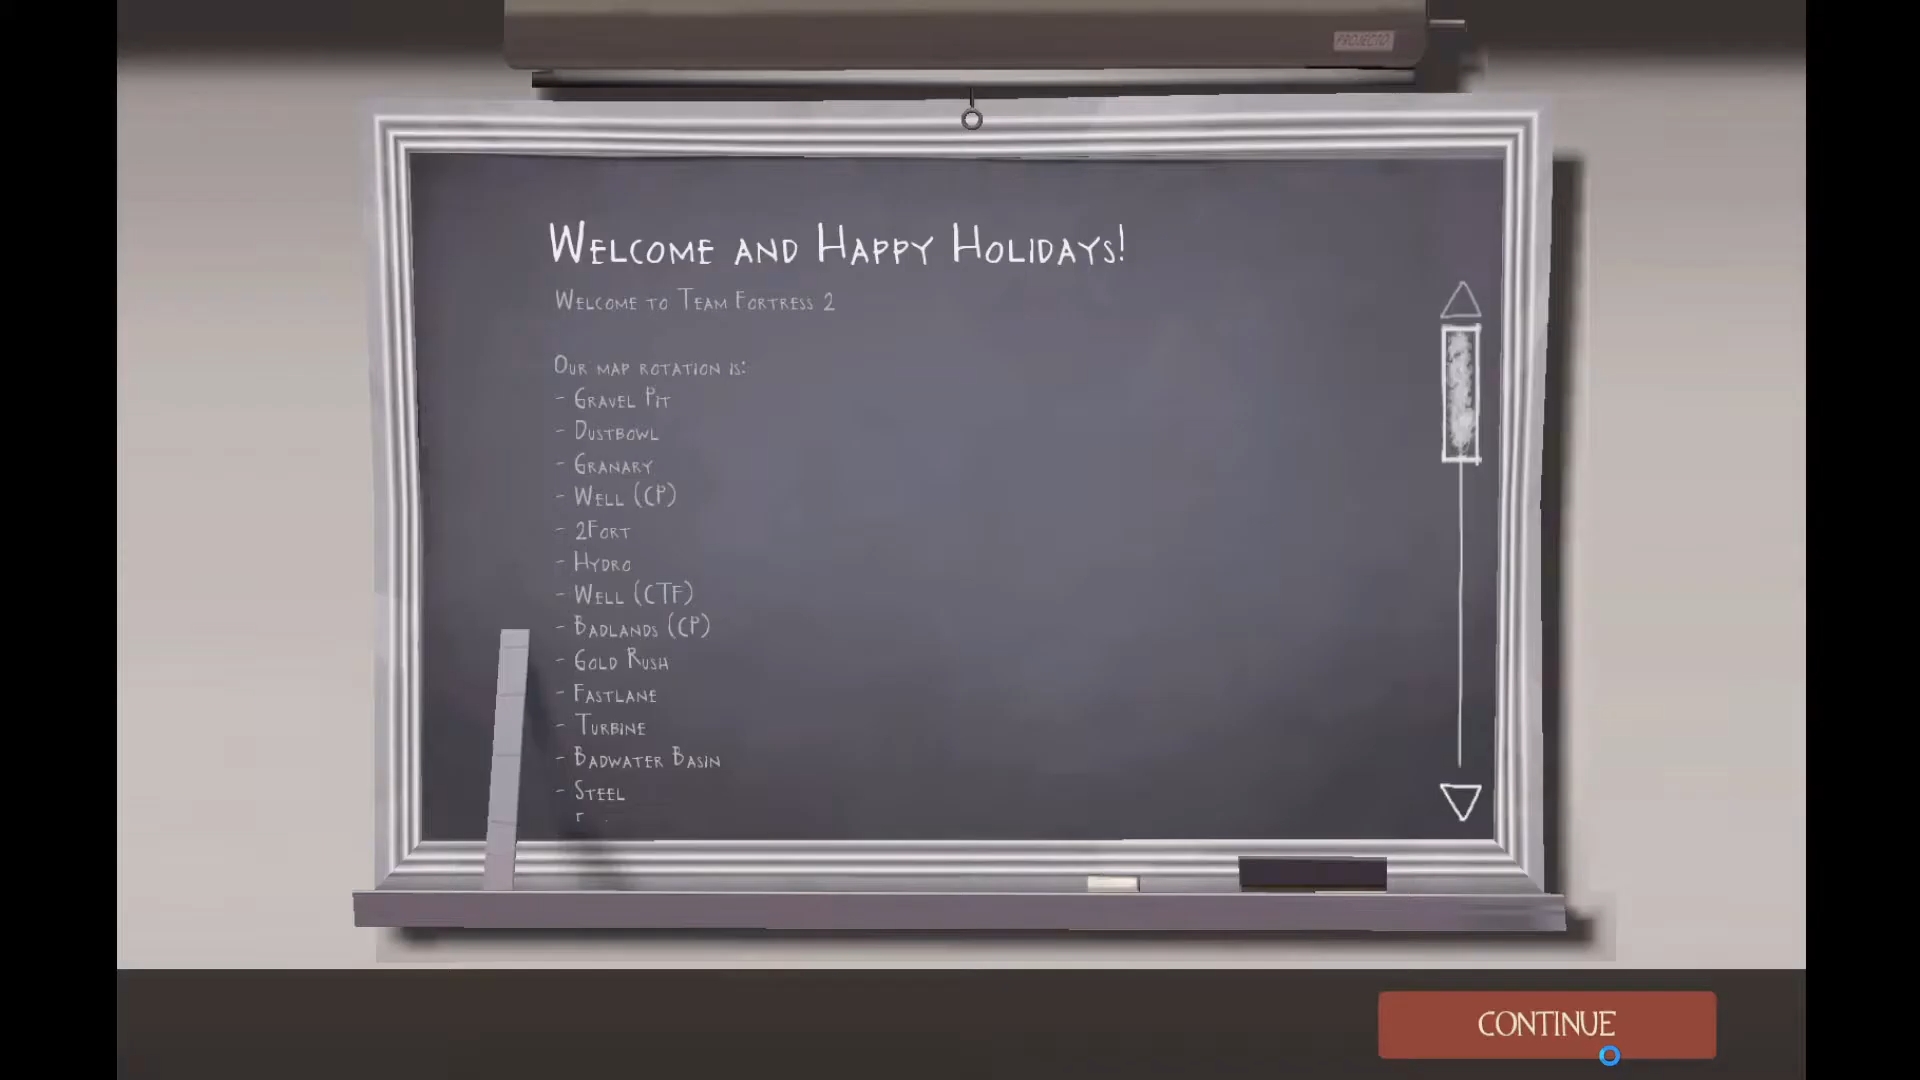 PROJECTO
Welcome and Happy Holidays!
Welcome to Team Fortress 2
Our map rotation is:
- Gravel Pit
- Dustbowl
- Granary
- Well (CP)
- 2Fort
- Hydro
- Well (CTF)
- Badlands (CP)
- Gold Rush
- Fastlane
- Turbine
- Badwater Basin
- Steel
CONTINUE